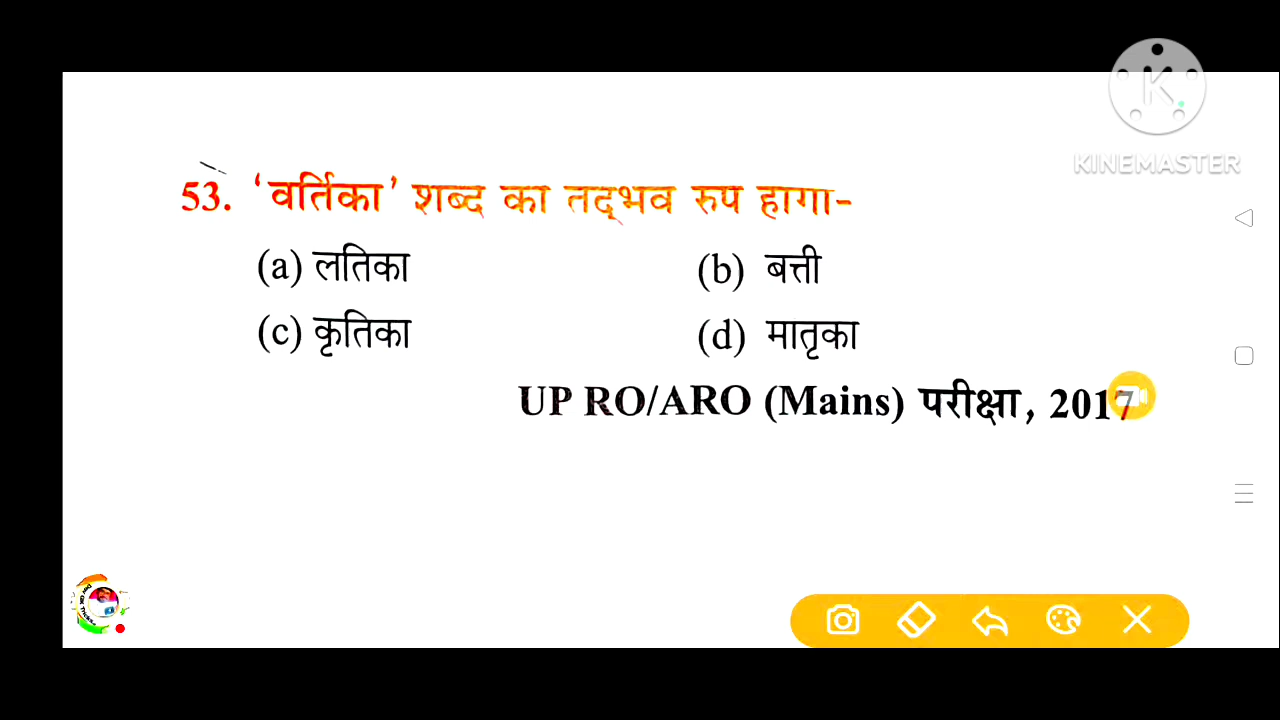 KINEMASTER
53. 'वर्तिका' शब्द का तद्भव रुप हागा-
(a) लतिका (b) बत्ती
(c) कृतिका (d) मातृका
UP RO/ARO (Mains) परीक्षा, 2017